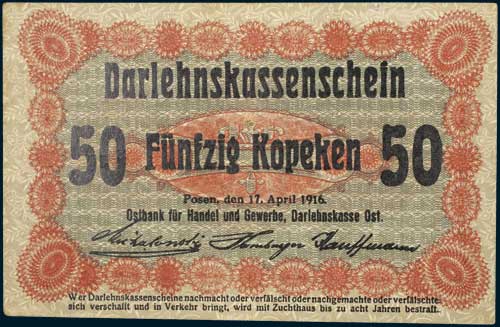 Darlehnskassenschein
50 Fünfzig Kopeken 50
Posen, den 17. April 1916.
Ostbank für Handel und Gewerbe, Darlehnskasse Ost.
Hamburger Kauffmann
Wer Darlehnskassenscheine nachmacht oder verfälscht oder nachgemachte oder verfälschte
sich verschafft und in Verkehr bringt, wird mit Zuchthaus bis zu acht Jahren bestraft.